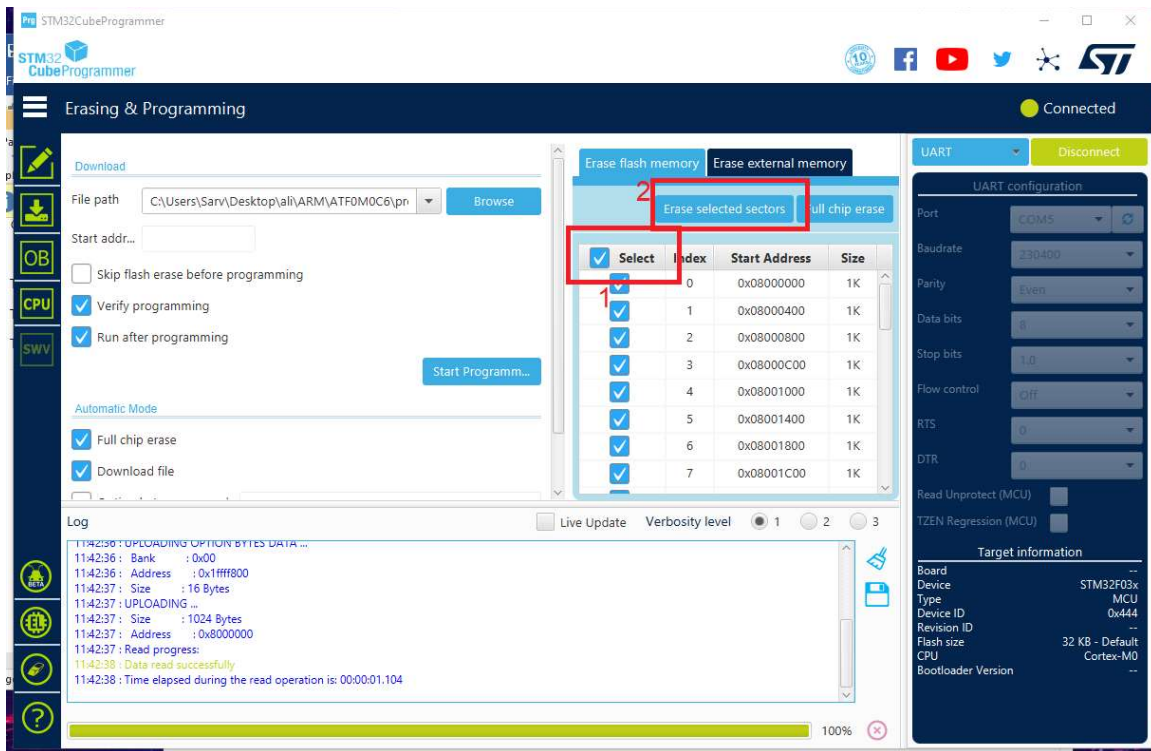 Prg STM32CubeProgrammer
STM32
CubeProgrammer
10
Erasing & Programming
Connected
Download
File path C:\Users\Sarv\Desktop\ali\ARM\ATF0M0C6\pr Browse
Start addr...
Skip flash erase before programming
Verify programming
Run after programming
Start Programm...
Automatic Mode
Full chip erase
Download file
OB
CPU
SWV
BETA
Erase flash memory Erase external memory
2
Erase selected sectors Full chip erase
1
Select Index Start Address Size
0 0x08000000 1K
1 0x08000400 1K
2 0x08000800 1K
3 0x08000C00 1K
4 0x08001000 1K
5 0x08001400 1K
6 0x08001800 1K
7 0x08001C00 1K
UART Disconnect
UART configuration
Port COM5
Baudrate 230400
Parity Even
Data bits 8
Stop bits 1.0
Flow control Off
RTS 0
DTR 0
Read Unprotect (MCU)
TZEN Regression (MCU)
Target information
Board --
Device STM32F03x
Type MCU
Device ID 0x444
Revision ID --
Flash size 32 KB - Default
CPU Cortex-M0
Bootloader Version --
Log Live Update Verbosity level 1 2 3
11:42:36 : UPLOADING OPTION BYTES DATA ...
11:42:36 : Bank : 0x00
11:42:36 : Address : 0x1ffff800
11:42:37 : Size : 16 Bytes
11:42:37 : UPLOADING ...
11:42:37 : Size : 1024 Bytes
11:42:37 : Address : 0x8000000
11:42:37 : Read progress:
11:42:38 : Data read successfully
11:42:38 : Time elapsed during the read operation is: 00:00:01.104
100%